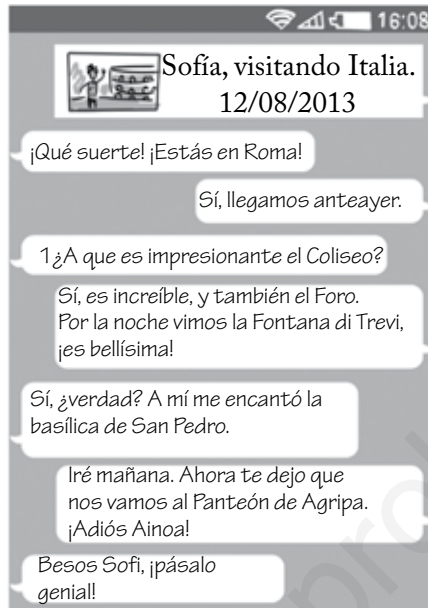 16:08
Sofía, visitando Italia.
12/08/2013
¡Qué suerte! ¡Estás en Roma!
Sí, llegamos anteayer.
1¿A que es impresionante el Coliseo?
Sí, es increíble, y también el Foro.
Por la noche vimos la Fontana di Trevi,
¡es bellísima!
Sí, ¿verdad? A mí me encantó la
basílica de San Pedro.
Iré mañana. Ahora te dejo que
nos vamos al Panteón de Agripa.
¡Adiós Ainoa!
Besos Sofi, ¡pásalo
genial!